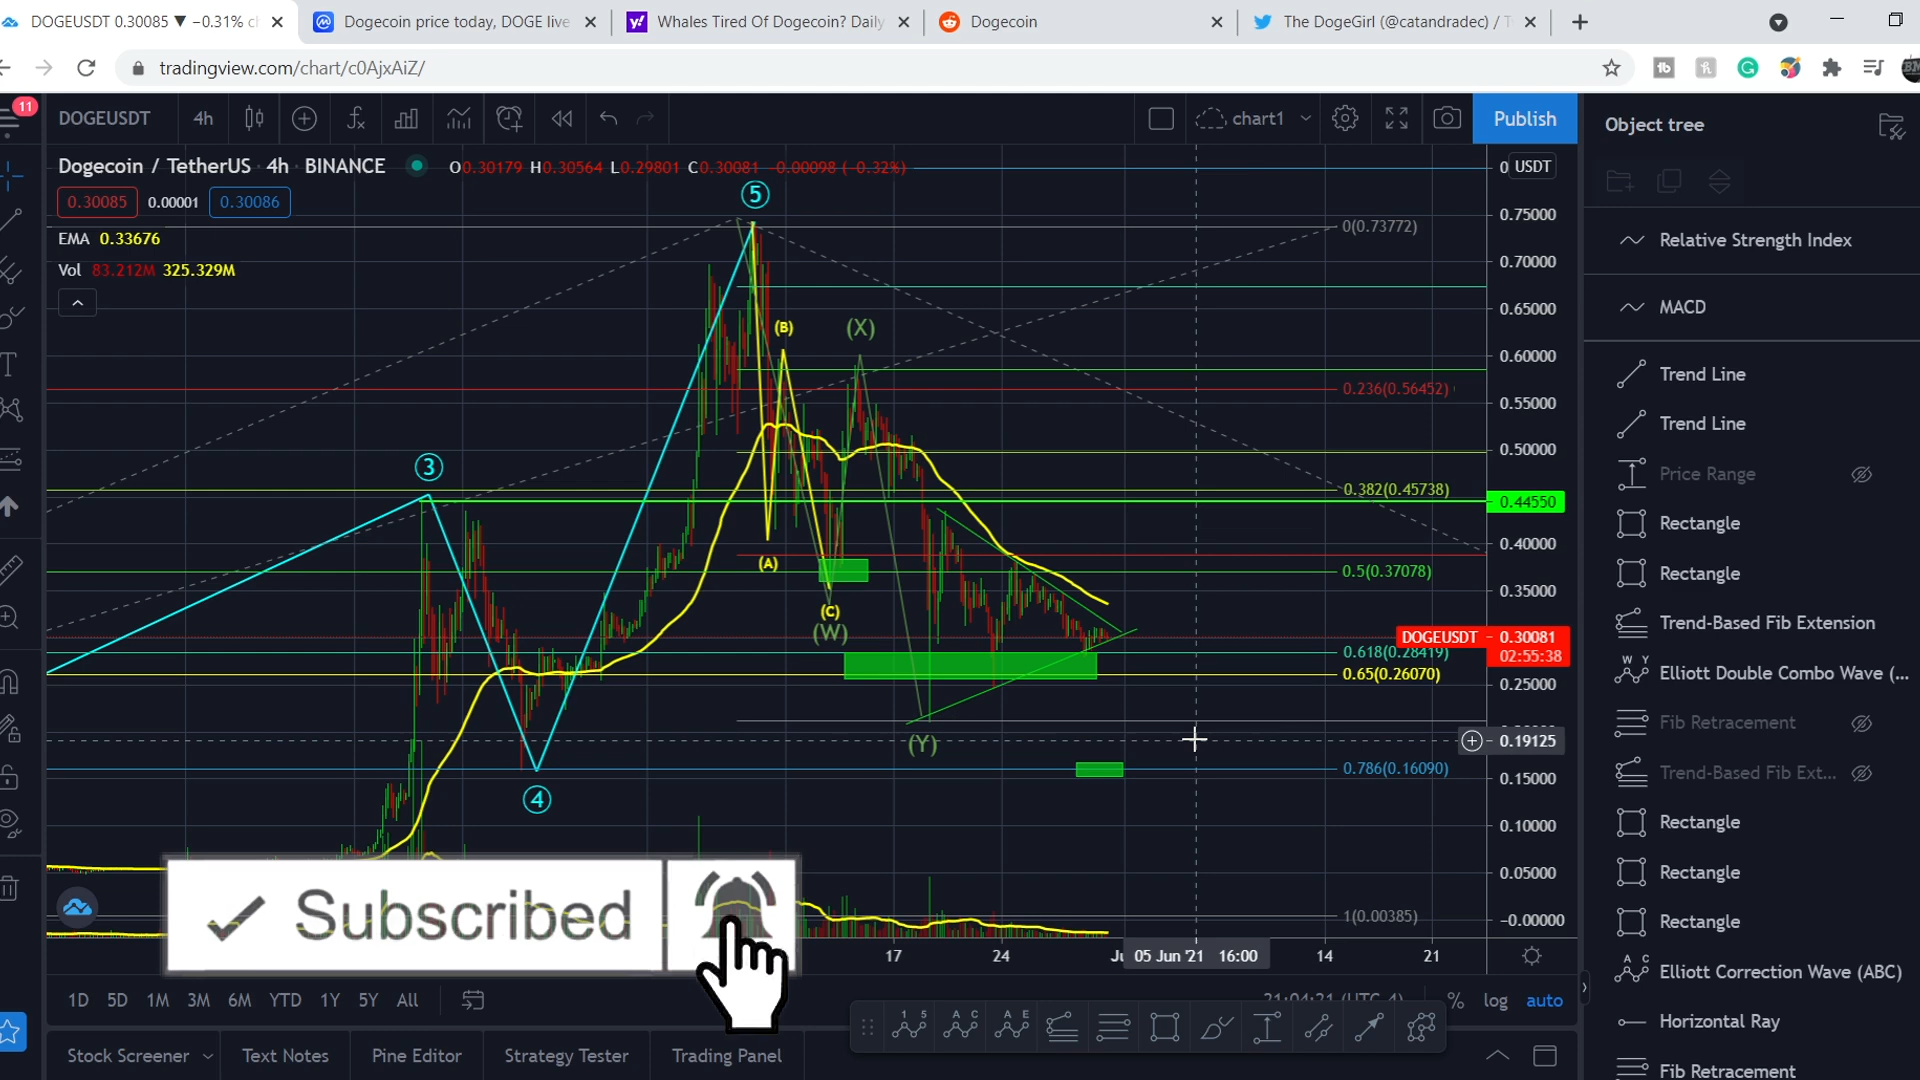 DOGEUSDT 0.30085 ▼ −0.31% ch
Dogecoin price today, DOGE live
Whales Tired Of Dogecoin? Daily
Dogecoin
The DogeGirl (@catandradec) / T
tradingview.com/chart/c0AjxAiZ/
11
DOGEUSDT
4h
chart1
Publish
Object tree
Dogecoin / TetherUS 4h BINANCE
O0.30179 H0.30564 L0.29801 C0.30081 −0.00098 (−0.32%)
0.30085
0.00001
0.30086
EMA 0.33676
Vol 83.212M 325.329M
USDT
0.75000
0.70000
0.65000
0.60000
0.55000
0.50000
0.44550
0.40000
0.35000
DOGEUSDT
0.30081
02:55:38
0.25000
0.19125
0.15000
0.10000
0.05000
−0.00000
0(0.73772)
0.236(0.56452)
0.382(0.45738)
0.5(0.37078)
0.618(0.28419)
0.65(0.26070)
0.786(0.16090)
1(0.00385)
5
3
4
(B)
(X)
(A)
(C)
(W)
(Y)
Relative Strength Index
MACD
Trend Line
Trend Line
Price Range
Rectangle
Rectangle
Trend-Based Fib Extension
Elliott Double Combo Wave (...
Fib Retracement
Trend-Based Fib Ext...
Rectangle
Rectangle
Rectangle
Elliott Correction Wave (ABC)
Horizontal Ray
Fib Retracement
Subscribed
17
24
05 Jun '21 16:00
14
21
1D 5D 1M 3M 6M YTD 1Y 5Y All
21:04:21 (UTC-4)
% log auto
Stock Screener
Text Notes
Pine Editor
Strategy Tester
Trading Panel